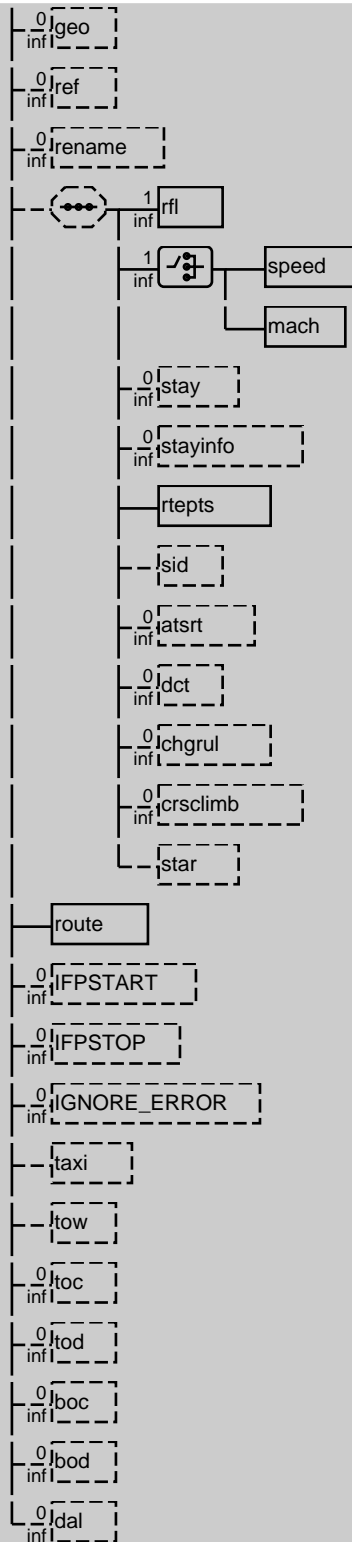 0
inf geo
0
inf ref
0
inf rename
1
inf rfl
1
inf
speed
mach
0
inf stay
0
inf stayinfo
rtepts
sid
0
inf atsrt
0
inf dct
0
inf chgrul
0
inf crsclimb
star
route
0
inf IFPSTART
0
inf IFPSTOP
0
inf IGNORE_ERROR
taxi
tow
0
inf toc
0
inf tod
0
inf boc
0
inf bod
0
inf dal